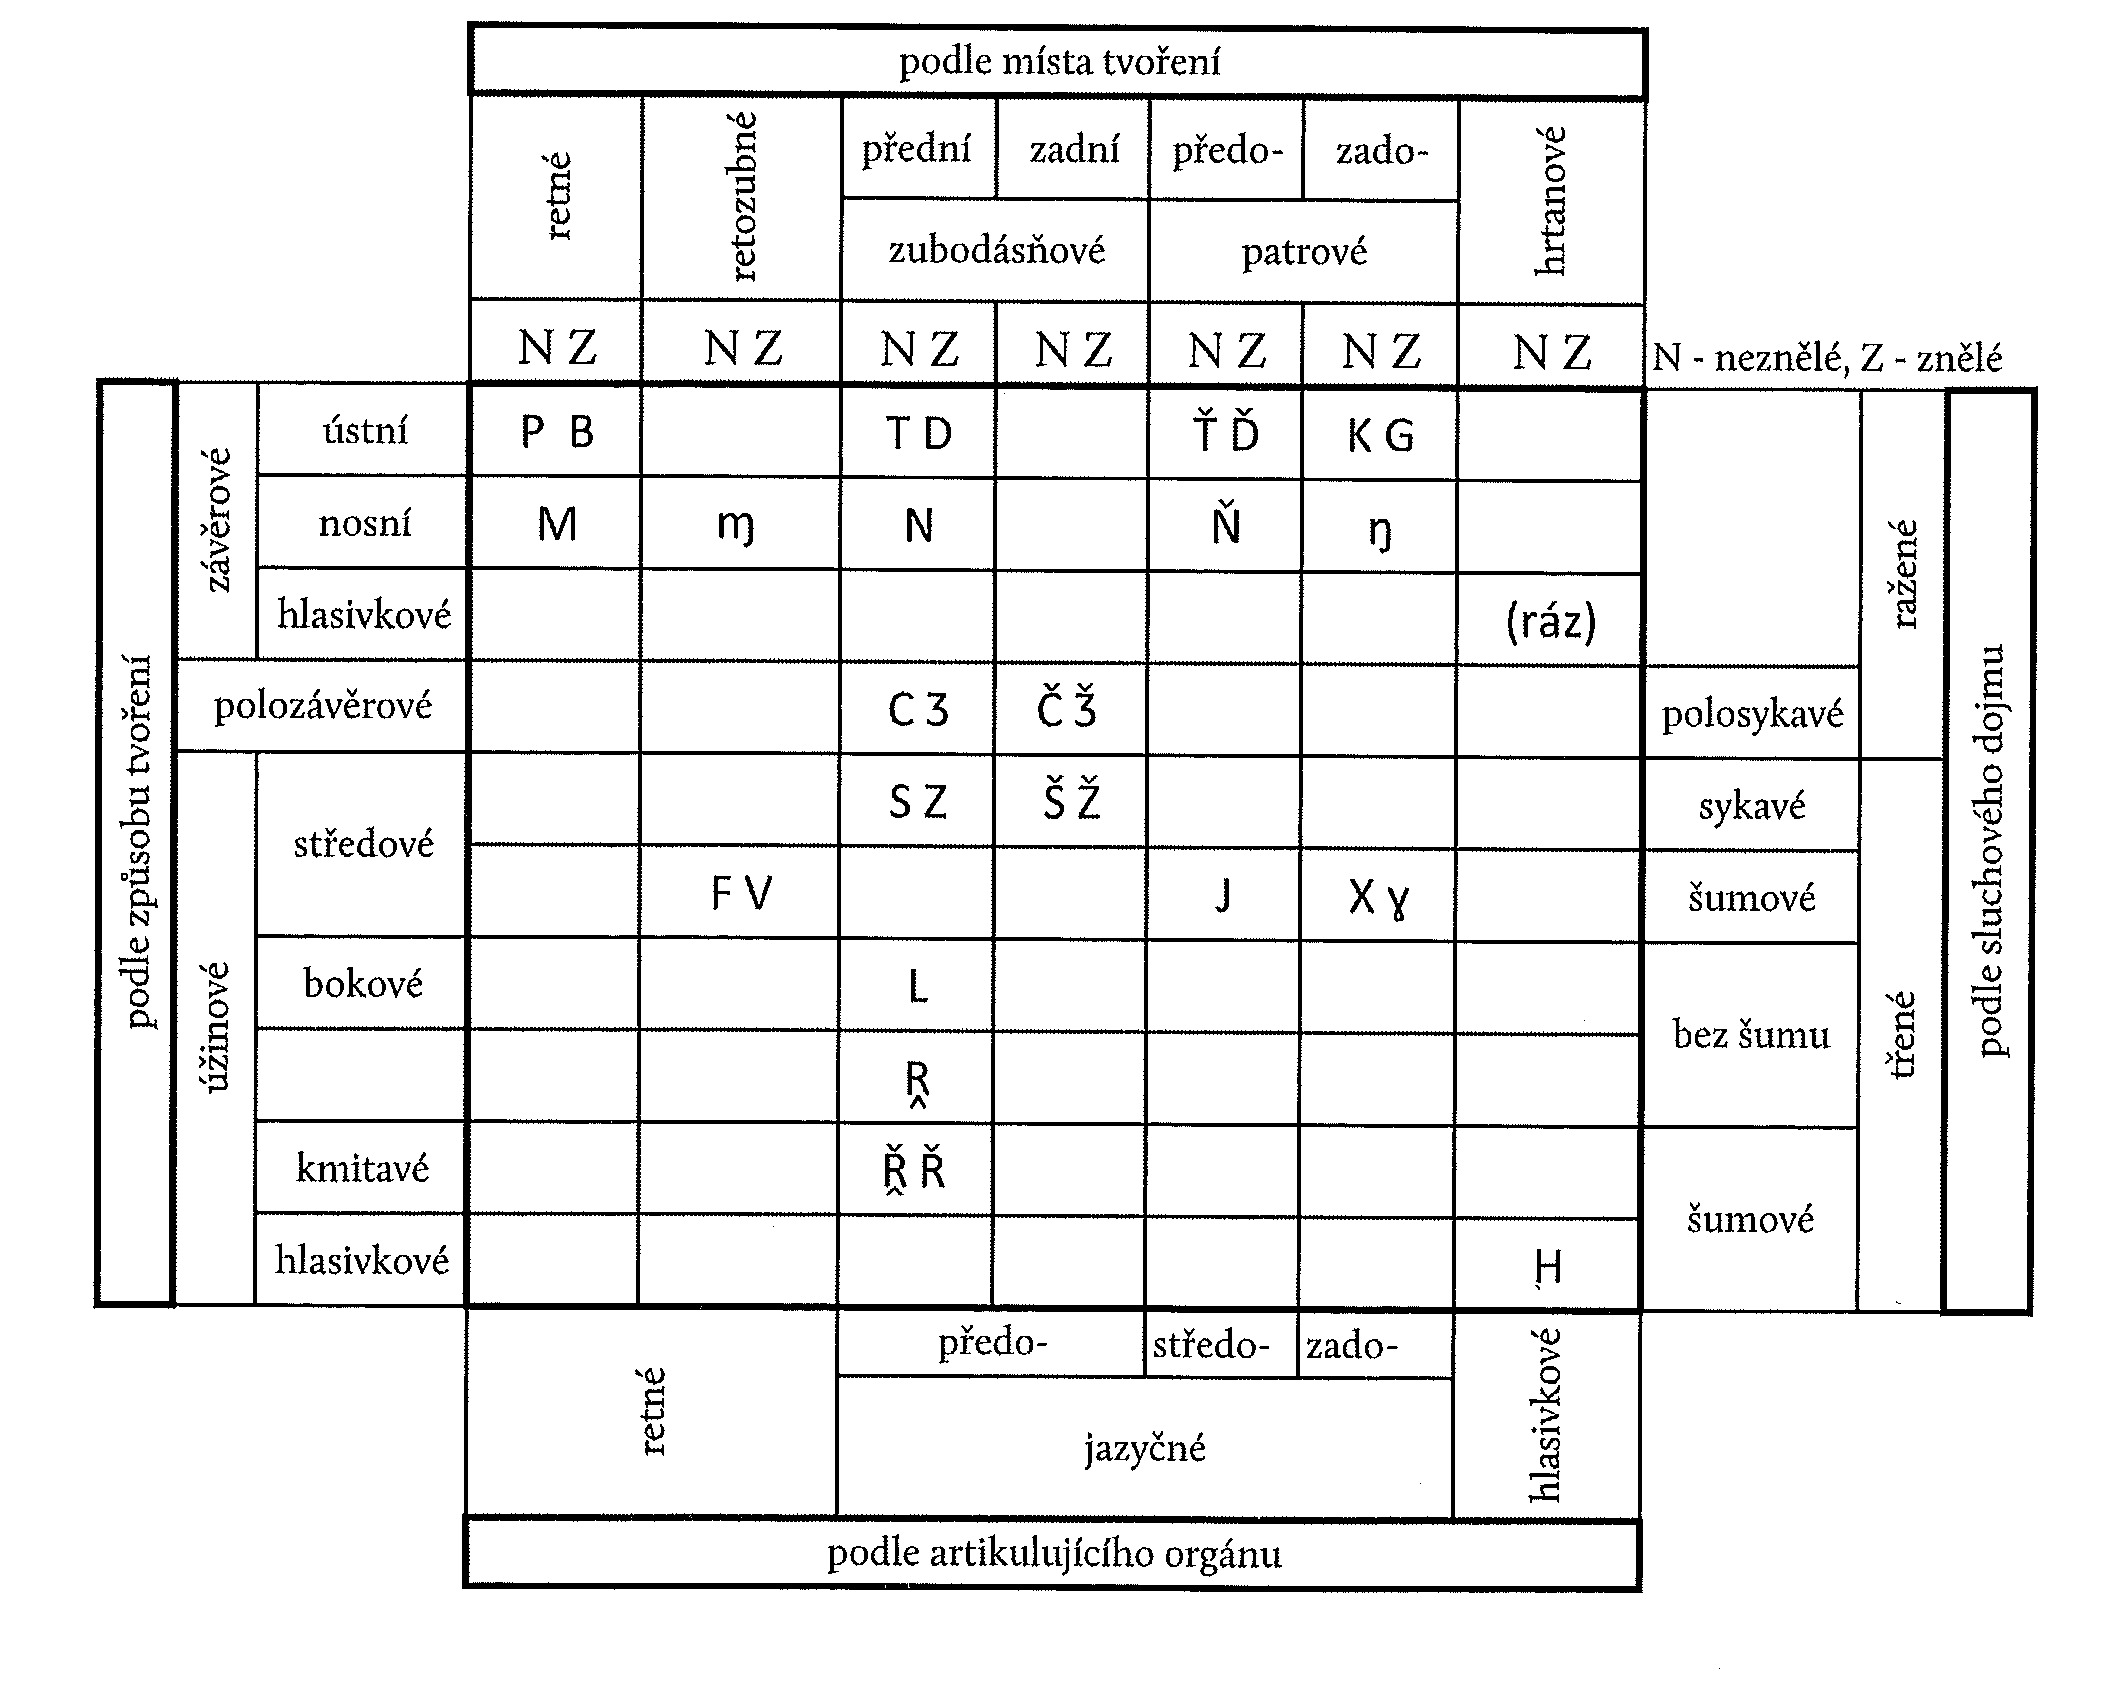 podle místa tvoření
retné retozubné přední zadní předo- zado- hrtanové
zubodásňové patrové
N Z N Z N Z N Z N Z N Z N Z N - neznělé, Z - znělé
podle způsobu tvoření
závěrové
ústní P B T D Ť Ď K G
nosní M ɱ N Ň ŋ
hlasivkové (ráz)
ražené
polozávěrové C Ʒ Č Ǯ polosykavé
úžinové
středové
S Z Š Ž sykavé
F V J X ɣ šumové
bokové L
bez šumu
R̭
kmitavé Ř̭ Ř
šumové
hlasivkové H
třené
podle sluchového dojmu
retné předo- středo- zado- hlasivkové
jazyčné
podle artikulujícího orgánu